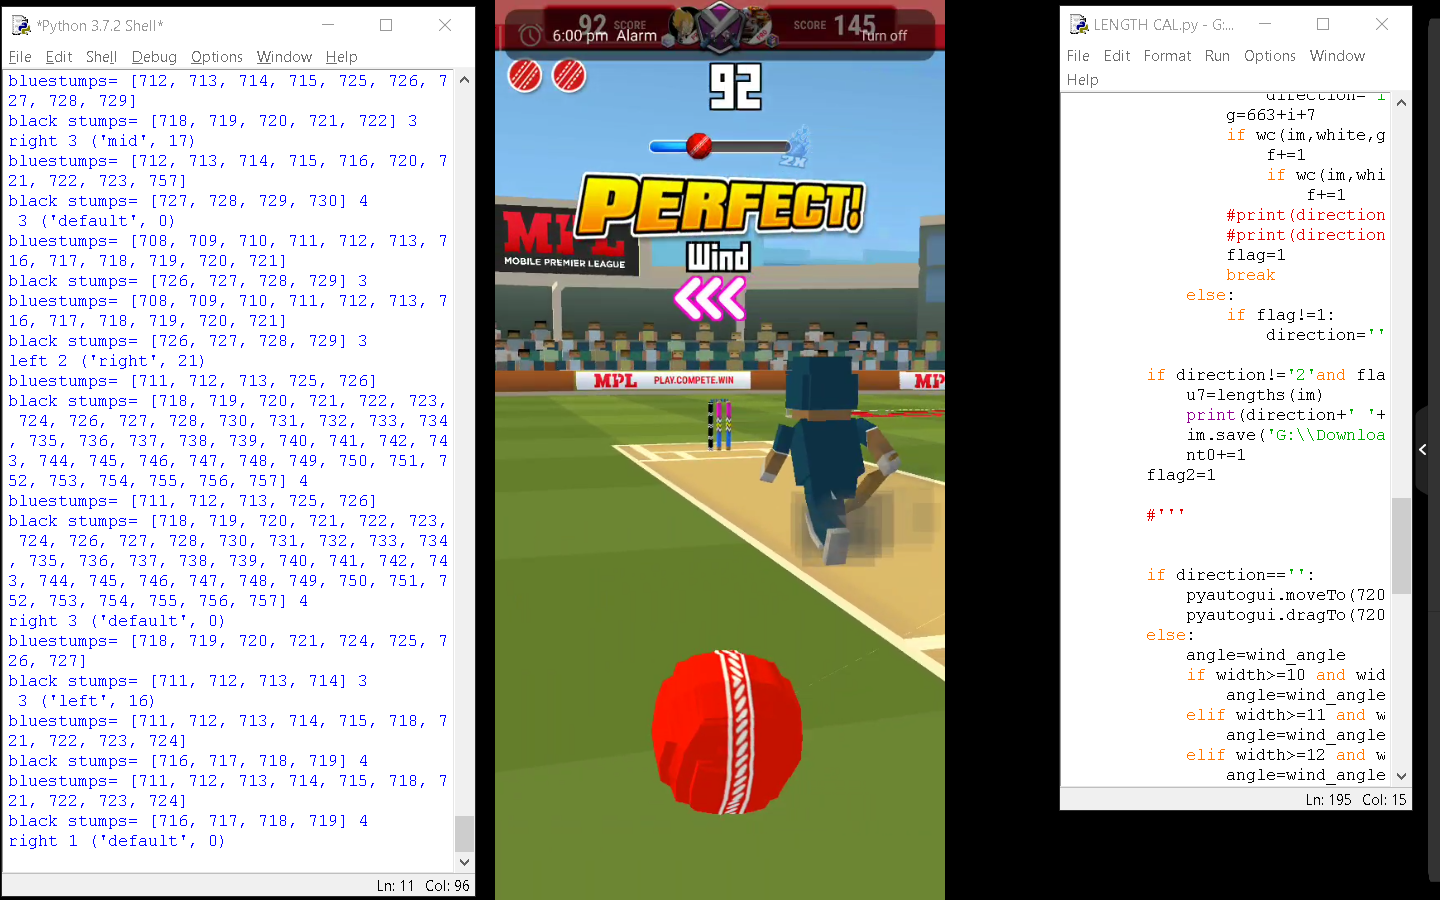 *Python 3.7.2 Shell*
File Edit Shell Debug Options Window Help
bluestumps= [712, 713, 714, 715, 725, 726, 7
27, 728, 729]
black stumps= [718, 719, 720, 721, 722] 3
right 3 ('mid', 17)
bluestumps= [712, 713, 714, 715, 716, 720, 7
21, 722, 723, 757]
black stumps= [727, 728, 729, 730] 4
3 ('default', 0)
bluestumps= [708, 709, 710, 711, 712, 713, 7
16, 717, 718, 719, 720, 721]
black stumps= [726, 727, 728, 729] 3
bluestumps= [708, 709, 710, 711, 712, 713, 7
16, 717, 718, 719, 720, 721]
black stumps= [726, 727, 728, 729] 3
left 2 ('right', 21)
bluestumps= [711, 712, 713, 725, 726]
black stumps= [718, 719, 720, 721, 722, 723,
724, 726, 727, 728, 730, 731, 732, 733, 734
, 735, 736, 737, 738, 739, 740, 741, 742, 74
3, 744, 745, 746, 747, 748, 749, 750, 751, 7
52, 753, 754, 755, 756, 757] 4
bluestumps= [711, 712, 713, 725, 726]
black stumps= [718, 719, 720, 721, 722, 723,
724, 726, 727, 728, 730, 731, 732, 733, 734
, 735, 736, 737, 738, 739, 740, 741, 742, 74
3, 744, 745, 746, 747, 748, 749, 750, 751, 7
52, 753, 754, 755, 756, 757] 4
right 3 ('default', 0)
bluestumps= [718, 719, 720, 721, 724, 725, 7
26, 727]
black stumps= [711, 712, 713, 714] 3
3 ('left', 16)
bluestumps= [711, 712, 713, 714, 715, 718, 7
21, 722, 723, 724]
black stumps= [716, 717, 718, 719] 4
bluestumps= [711, 712, 713, 714, 715, 718, 7
21, 722, 723, 724]
black stumps= [716, 717, 718, 719] 4
right 1 ('default', 0)
Ln: 11 Col: 96
92 SCORE SCORE 145
6:00 pm Alarm Turn off
92
2X
PERFECT!
MPL
MOBILE PREMIER LEAGUE
Wind
MPL PLAY.COMPETE.WIN
MP
LENGTH CAL.py - G:...
File Edit Format Run Options Window
Help
direction='i
g=663+i+7
if wc(im,white,g
f+=1
if wc(im,whi
f+=1
#print(direction
#print(direction
flag=1
break
else:
if flag!=1:
direction=''
if direction!='2'and fla
u7=lengths(im)
print(direction+' '+
im.save('G:\\Downloa
nt0+=1
flag2=1
#'''
if direction=='':
pyautogui.moveTo(720
pyautogui.dragTo(720
else:
angle=wind_angle
if width>=10 and wid
angle=wind_angle
elif width>=11 and w
angle=wind_angle
elif width>=12 and w
angle=wind_angle
Ln: 195 Col: 15